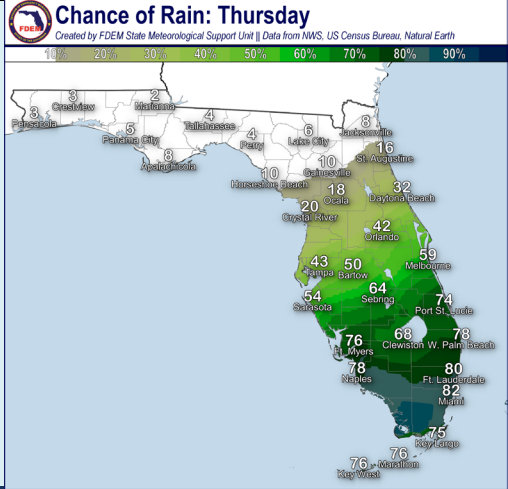 FDEM
Chance of Rain: Thursday
Created by FDEM State Meteorological Support Unit || Data from NWS, US Census Bureau, Natural Earth
10% 20% 30% 40% 50% 60% 70% 80% 90%
3
Pensacola
3
Crestview
2
Marianna
5
Panama City
8
Apalachicola
4
Tallahassee
4
Perry
6
Lake City
8
Jacksonville
10
Horseshoe Beach
10
Gainesville
16
St. Augustine
18
Ocala
32
Daytona Beach
20
Crystal River
42
Orlando
43
Tampa
50
Bartow
59
Melbourne
54
Sarasota
64
Sebring
74
Port St. Lucie
76
Ft. Myers
68
Clewiston
78
W. Palm Beach
78
Naples
80
Ft. Lauderdale
82
Miami
75
Key Largo
76
Marathon
76
Key West